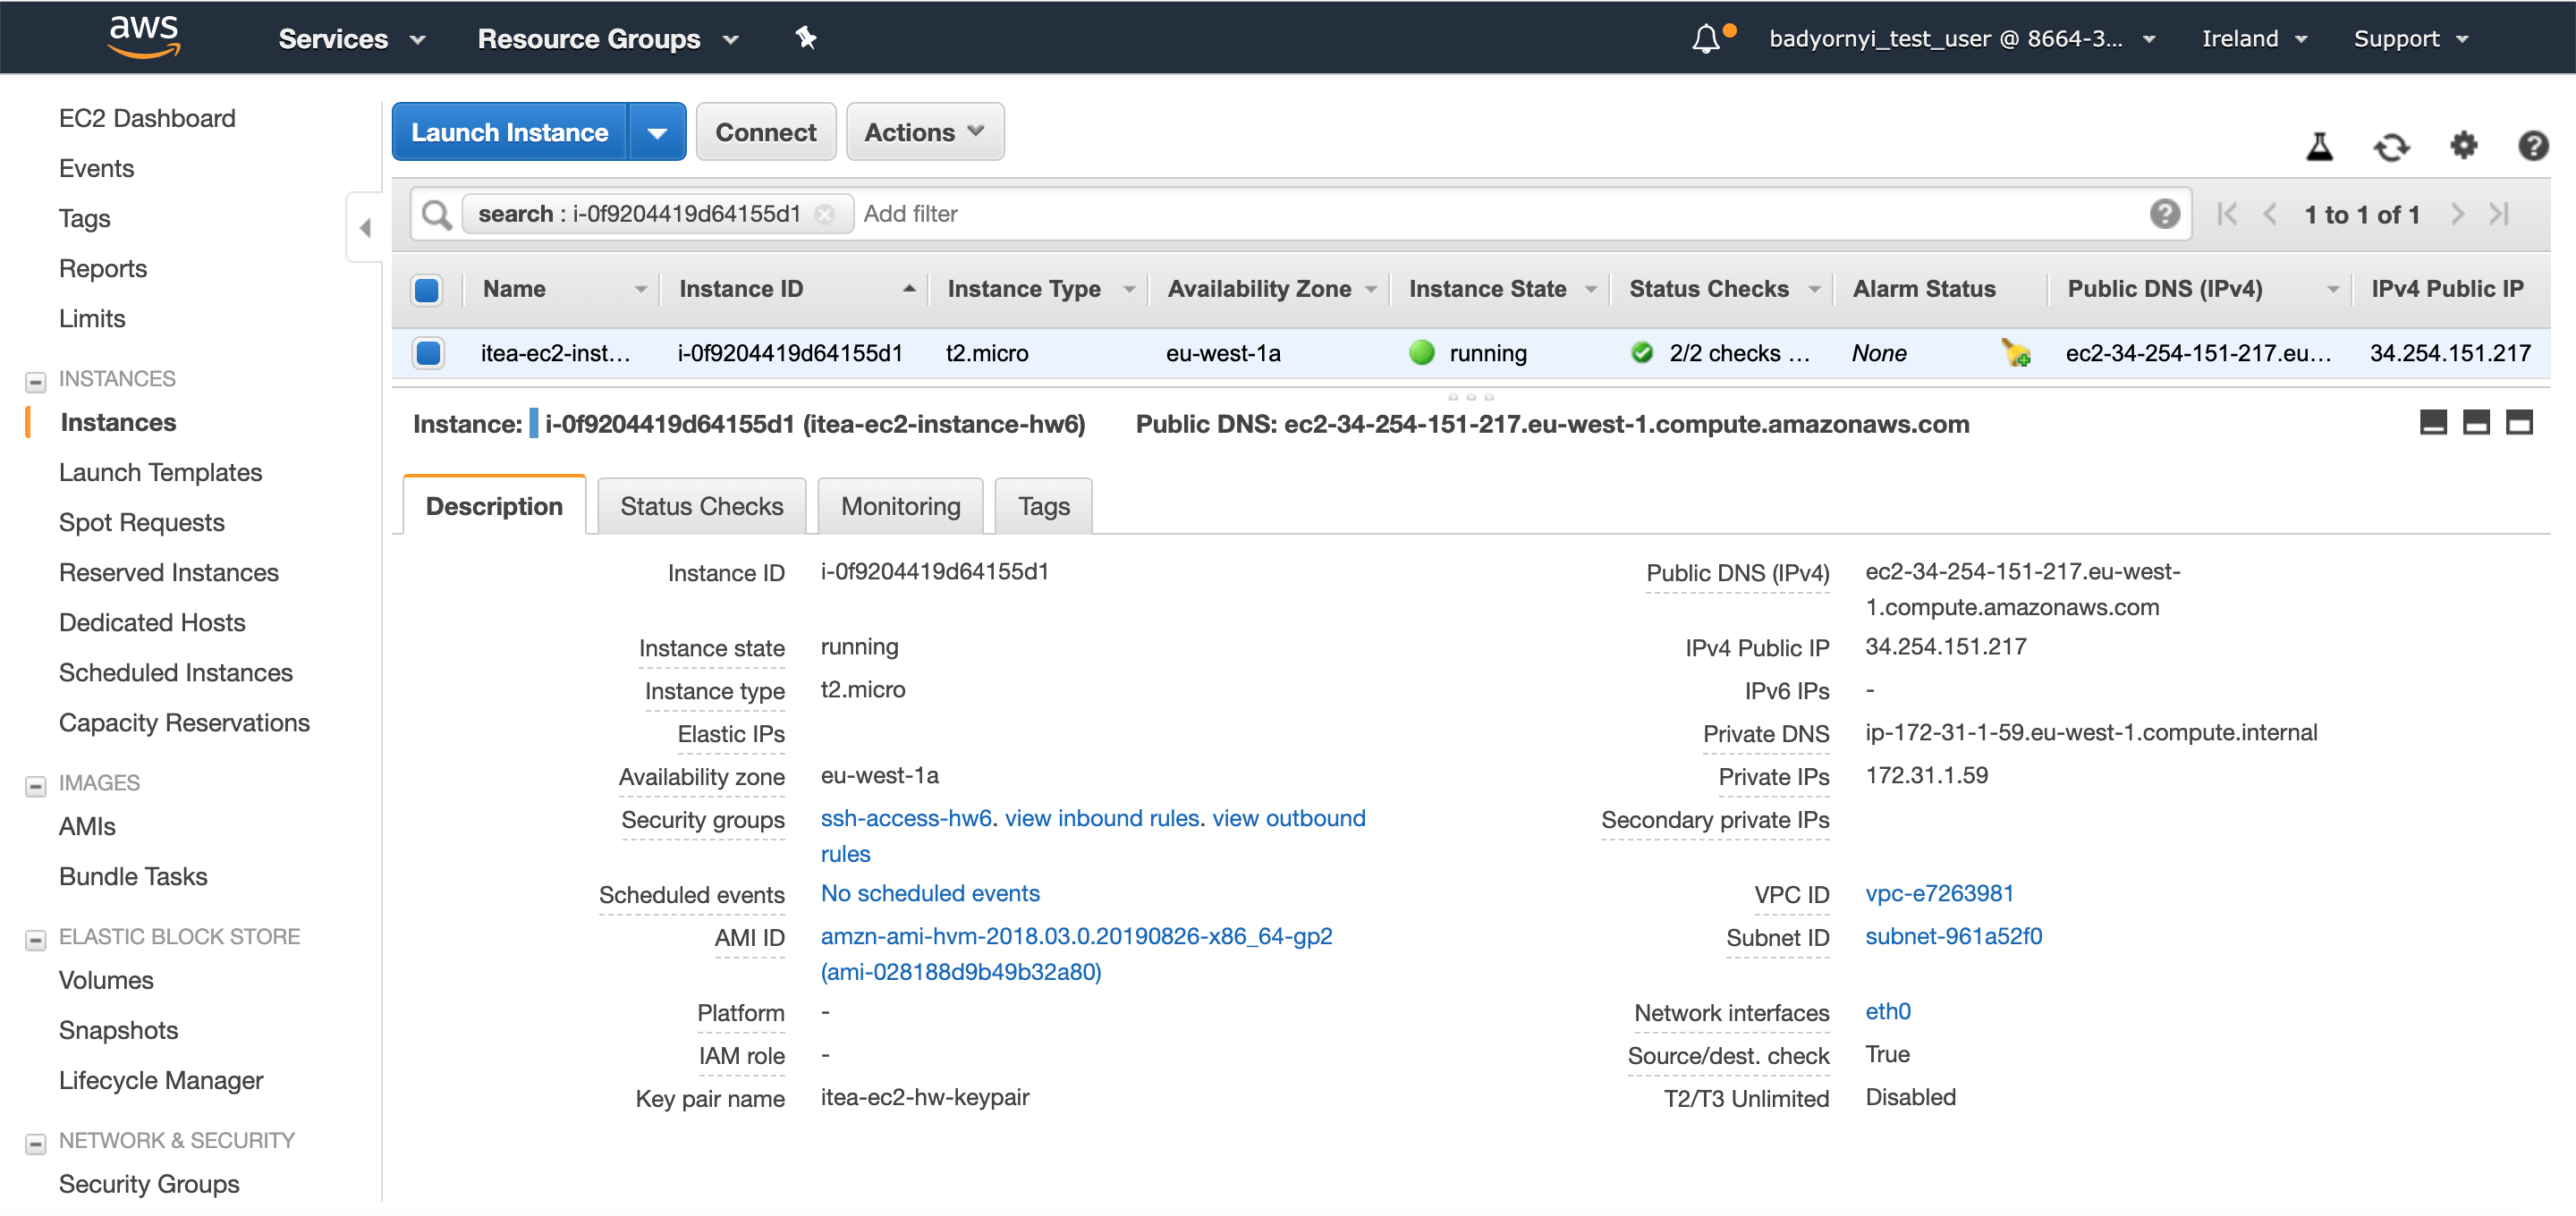 aws Services Resource Groups badyornyi_test_user @ 8664-3... Ireland Support
EC2 Dashboard
Events
Tags
Reports
Limits
INSTANCES
Instances
Launch Templates
Spot Requests
Reserved Instances
Dedicated Hosts
Scheduled Instances
Capacity Reservations
IMAGES
AMIs
Bundle Tasks
ELASTIC BLOCK STORE
Volumes
Snapshots
Lifecycle Manager
NETWORK & SECURITY
Security Groups
Launch Instance Connect Actions
search : i-0f9204419d64155d1 Add filter 1 to 1 of 1
Name Instance ID Instance Type Availability Zone Instance State Status Checks Alarm Status Public DNS (IPv4) IPv4 Public IP
itea-ec2-inst... i-0f9204419d64155d1 t2.micro eu-west-1a running 2/2 checks ... None ec2-34-254-151-217.eu... 34.254.151.217
Instance: i-0f9204419d64155d1 (itea-ec2-instance-hw6) Public DNS: ec2-34-254-151-217.eu-west-1.compute.amazonaws.com
Description Status Checks Monitoring Tags
Instance ID i-0f9204419d64155d1
Instance state running
Instance type t2.micro
Elastic IPs
Availability zone eu-west-1a
Security groups ssh-access-hw6. view inbound rules. view outbound
rules
Scheduled events No scheduled events
AMI ID amzn-ami-hvm-2018.03.0.20190826-x86_64-gp2
(ami-028188d9b49b32a80)
Platform -
IAM role -
Key pair name itea-ec2-hw-keypair
Public DNS (IPv4) ec2-34-254-151-217.eu-west-
1.compute.amazonaws.com
IPv4 Public IP 34.254.151.217
IPv6 IPs -
Private DNS ip-172-31-1-59.eu-west-1.compute.internal
Private IPs 172.31.1.59
Secondary private IPs
VPC ID vpc-e7263981
Subnet ID subnet-961a52f0
Network interfaces eth0
Source/dest. check True
T2/T3 Unlimited Disabled